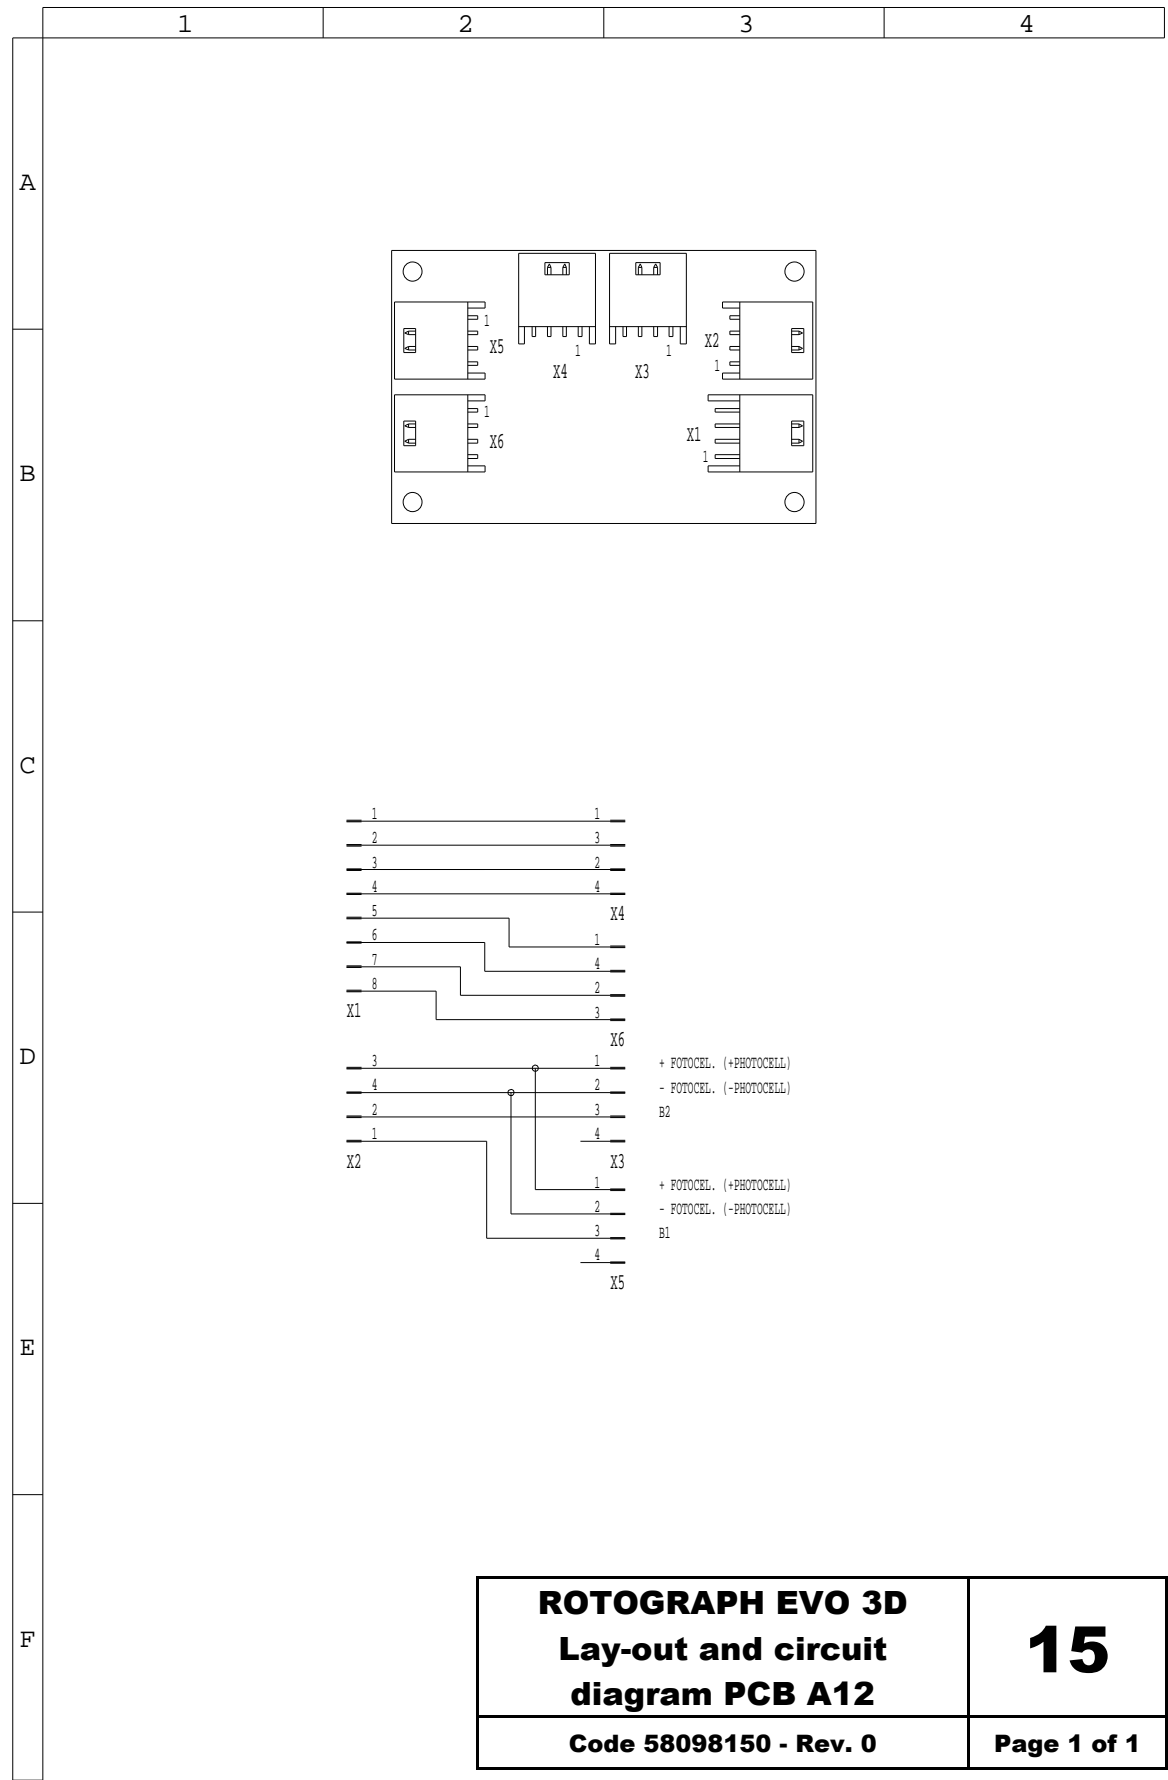 1 2 3 4
A
B
C
D
E
F
1
X5
1
X4
1
X3
X2
1
1
X6
X1
1
1 1
2 3
3 2
4 4
X4
5
1
6
4
7
2
8
3
X1
X6
3 1 + FOTOCEL. (+PHOTOCELL)
4 2 - FOTOCEL. (-PHOTOCELL)
2 3 B2
1 4
X2 X3
1 + FOTOCEL. (+PHOTOCELL)
2 - FOTOCEL. (-PHOTOCELL)
3 B1
4
X5
ROTOGRAPH EVO 3D
Lay-out and circuit
diagram PCB A12
15
Code 58098150 - Rev. 0
Page 1 of 1